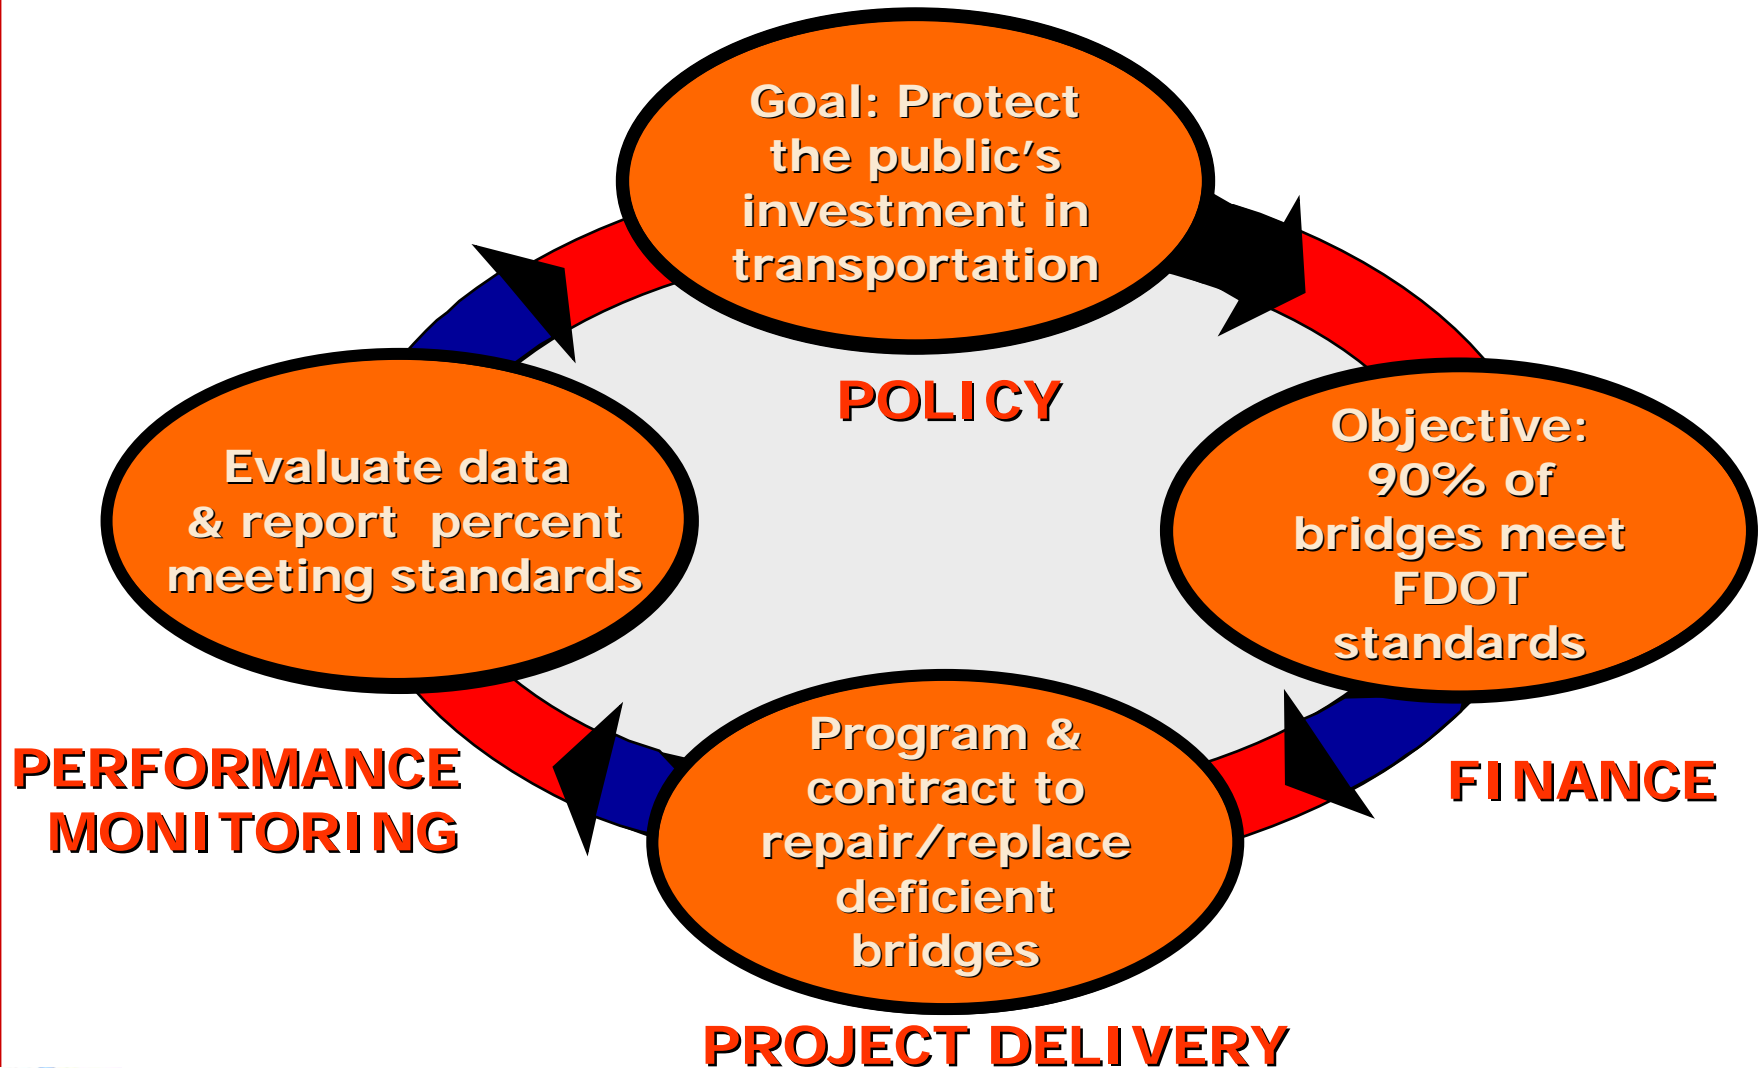 Goal: Protect
the public’s
investment in
transportation
POLICY
Objective:
90% of
bridges meet
FDOT
standards
FINANCE
Evaluate data
& report percent
meeting standards
PERFORMANCE
MONITORING
Program &
contract to
repair/replace
deficient
bridges
PROJECT DELIVERY